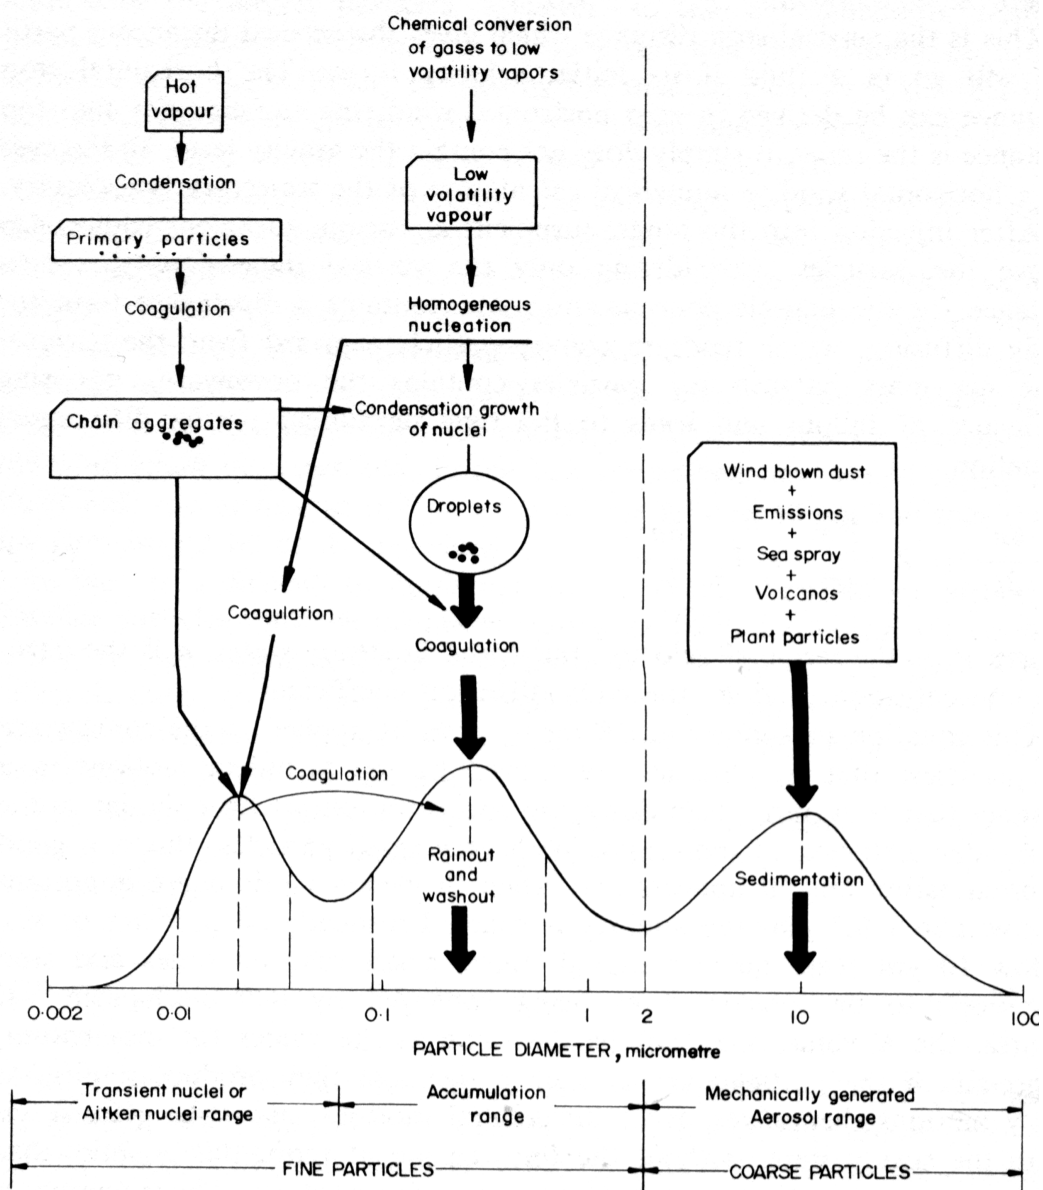 Chemical conversion
of gases to low
volatility vapors
Hot
vapour
Condensation
Low
volatility
vapour
Primary particles
Coagulation
Homogeneous
nucleation
Chain aggregates
Condensation growth
of nuclei
Droplets
Wind blown dust
+
Emissions
+
Sea spray
+
Volcanos
+
Plant particles
Coagulation
Coagulation
Coagulation
Rainout
and
washout
Sedimentation
0·002
0·01
0·1
1
2
10
100
PARTICLE DIAMETER, micrometre
Transient nuclei or
Aitken nuclei range
Accumulation
range
Mechanically generated
Aerosol range
FINE PARTICLES
COARSE PARTICLES